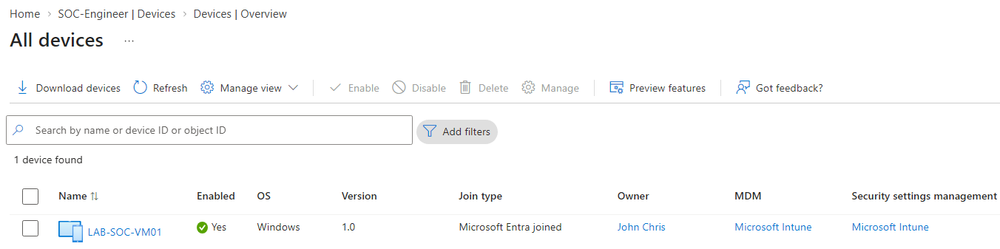 Home > SOC-Engineer | Devices > Devices | Overview
All devices ...
Download devices Refresh Manage view Enable Disable Delete Manage Preview features Got feedback?
Search by name or device ID or object ID Add filters
1 device found
Name Enabled OS Version Join type Owner MDM Security settings management
LAB-SOC-VM01 Yes Windows 1.0 Microsoft Entra joined John Chris Microsoft Intune Microsoft Intune